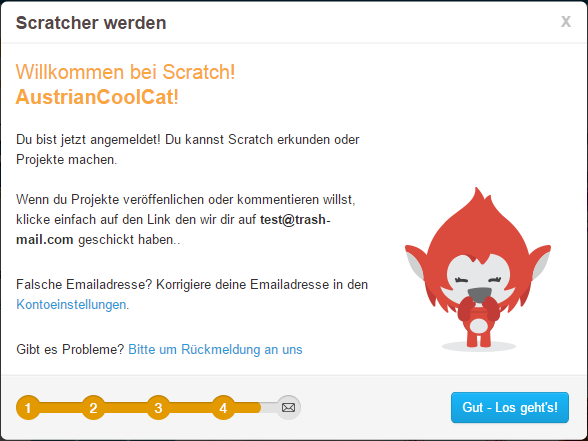 Scratcher werden
x
Willkommen bei Scratch!
AustrianCoolCat!
Du bist jetzt angemeldet! Du kannst Scratch erkunden oder
Projekte machen.
Wenn du Projekte veröffenlichen oder kommentieren willst,
klicke einfach auf den Link den wir dir auf test@trash-
mail.com geschickt haben..
Falsche Emailadresse? Korrigiere deine Emailadresse in den
Kontoeinstellungen.
Gibt es Probleme? Bitte um Rückmeldung an uns
1 2 3 4
Gut - Los geht's!